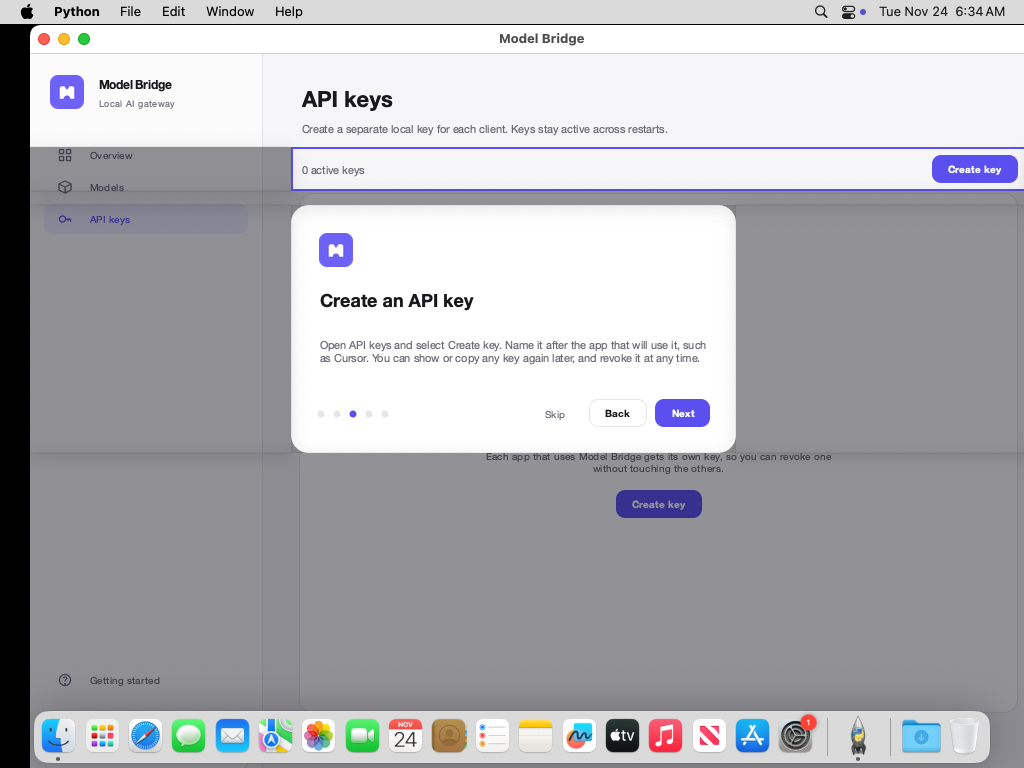 Python File Edit Window Help Tue Nov 24 6:34 AM
Model Bridge
Model Bridge
Local AI gateway
Overview
Models
API keys
Getting started
API keys
Create a separate local key for each client. Keys stay active across restarts.
0 active keys
Create key
Create an API key
Open API keys and select Create key. Name it after the app that will use it, such
as Cursor. You can show or copy any key again later, and revoke it at any time.
Skip
Back
Next
Each app that uses Model Bridge gets its own key, so you can revoke one
without touching the others.
Create key
NOV
24
tv
1